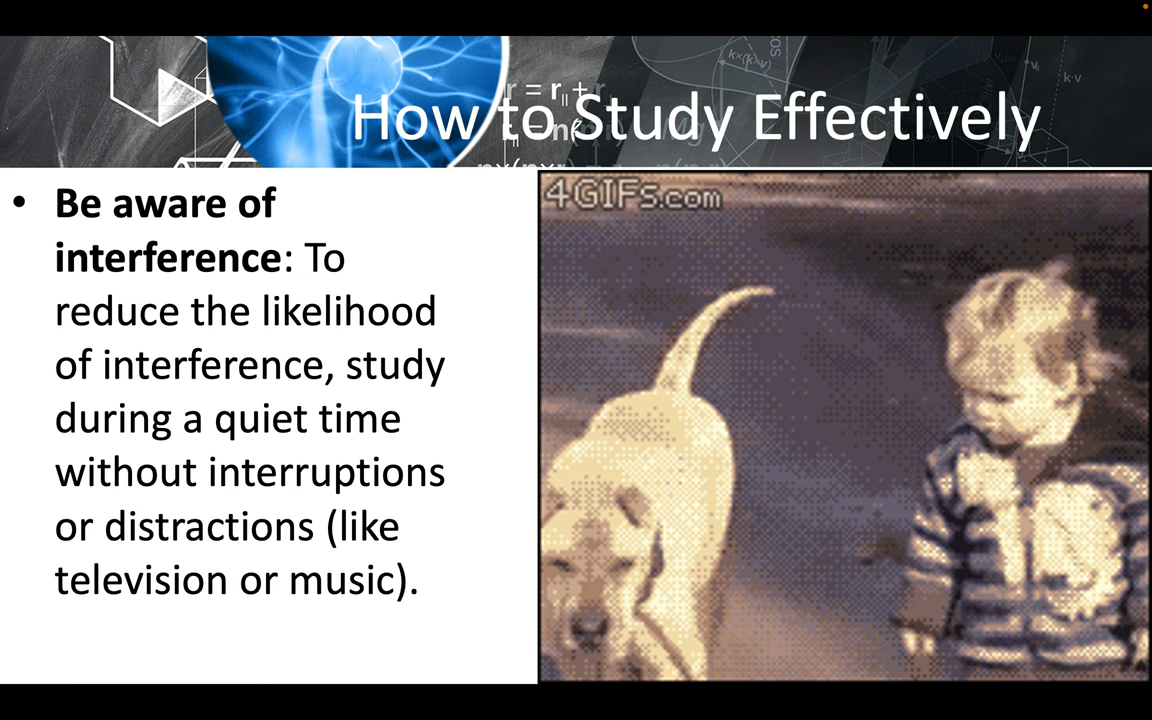 How to Study Effectively
• Be aware of
interference: To
reduce the likelihood
of interference, study
during a quiet time
without interruptions
or distractions (like
television or music).
4GIFs.com